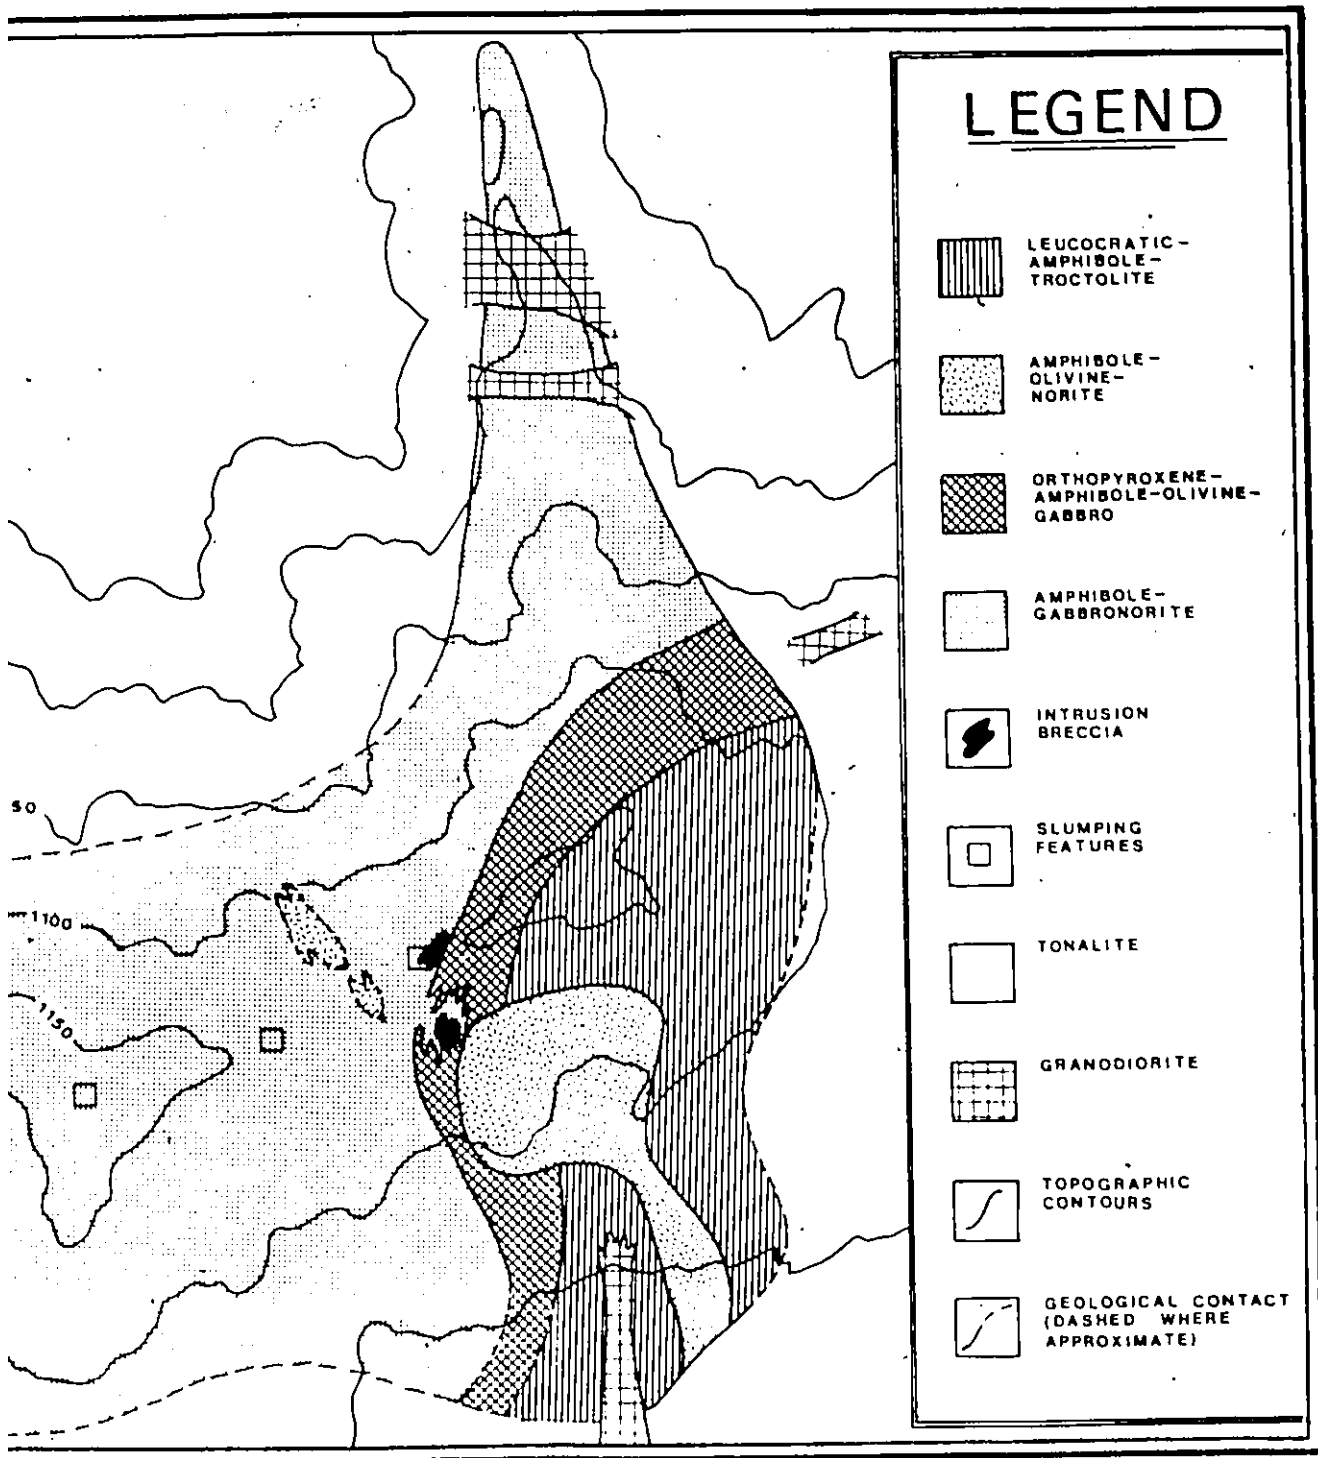 LEGEND
LEUCOCRATIC-
AMPHIBOLE-
TROCTOLITE
AMPHIBOLE-
OLIVINE-
NORITE
ORTHOPYROXENE-
AMPHIBOLE-OLIVINE-
GABBRO
AMPHIBOLE-
GABBRONORITE
INTRUSION
BRECCIA
SLUMPING
FEATURES
TONALITE
GRANODIORITE
TOPOGRAPHIC
CONTOURS
GEOLOGICAL CONTACT
(DASHED WHERE
APPROXIMATE)
50
1100
1150